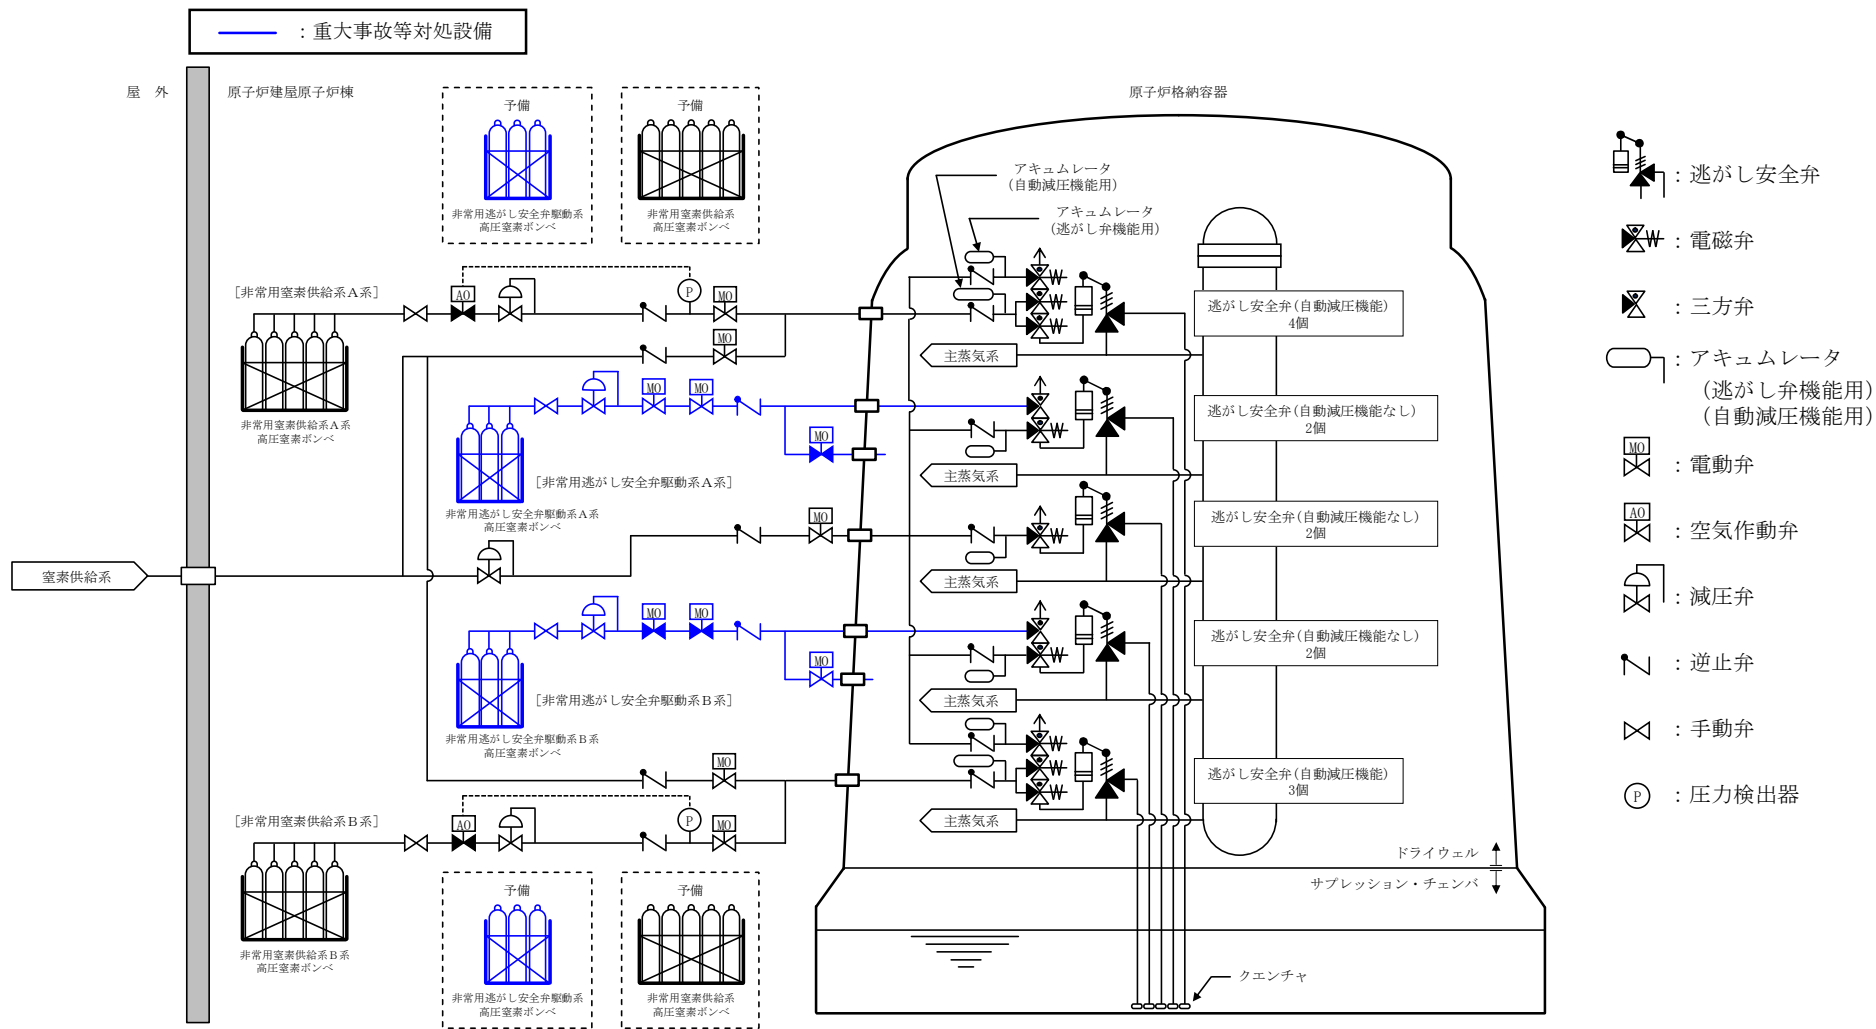 ：重大事故等対処設備
屋　外
原子炉建屋原子炉棟
予備
非常用逃がし安全弁駆動系
高圧窒素ボンベ
予備
非常用窒素供給系
高圧窒素ボンベ
原子炉格納容器
アキュムレータ
(自動減圧機能用)
アキュムレータ
(逃がし弁機能用)
［非常用窒素供給系Ａ系］
AO
P
MO
MO
非常用窒素供給系Ａ系
高圧窒素ボンベ
MO
MO
MO
［非常用逃がし安全弁駆動系Ａ系］
非常用逃がし安全弁駆動系Ａ系
高圧窒素ボンベ
MO
窒素供給系
MO
MO
MO
［非常用逃がし安全弁駆動系Ｂ系］
非常用逃がし安全弁駆動系Ｂ系
高圧窒素ボンベ
MO
［非常用窒素供給系Ｂ系］
AO
P
MO
非常用窒素供給系Ｂ系
高圧窒素ボンベ
予備
非常用逃がし安全弁駆動系
高圧窒素ボンベ
予備
非常用窒素供給系
高圧窒素ボンベ
逃がし安全弁(自動減圧機能)
4個
主蒸気系
逃がし安全弁(自動減圧機能なし)
2個
主蒸気系
逃がし安全弁(自動減圧機能なし)
2個
主蒸気系
逃がし安全弁(自動減圧機能なし)
2個
主蒸気系
逃がし安全弁(自動減圧機能)
3個
主蒸気系
ドライウェル
サプレッション・チェンバ
クエンチャ
：逃がし安全弁
：電磁弁
：三方弁
：アキュムレータ
（逃がし弁機能用）
（自動減圧機能用）
MO
：電動弁
AO
：空気作動弁
：減圧弁
：逆止弁
：手動弁
P
：圧力検出器